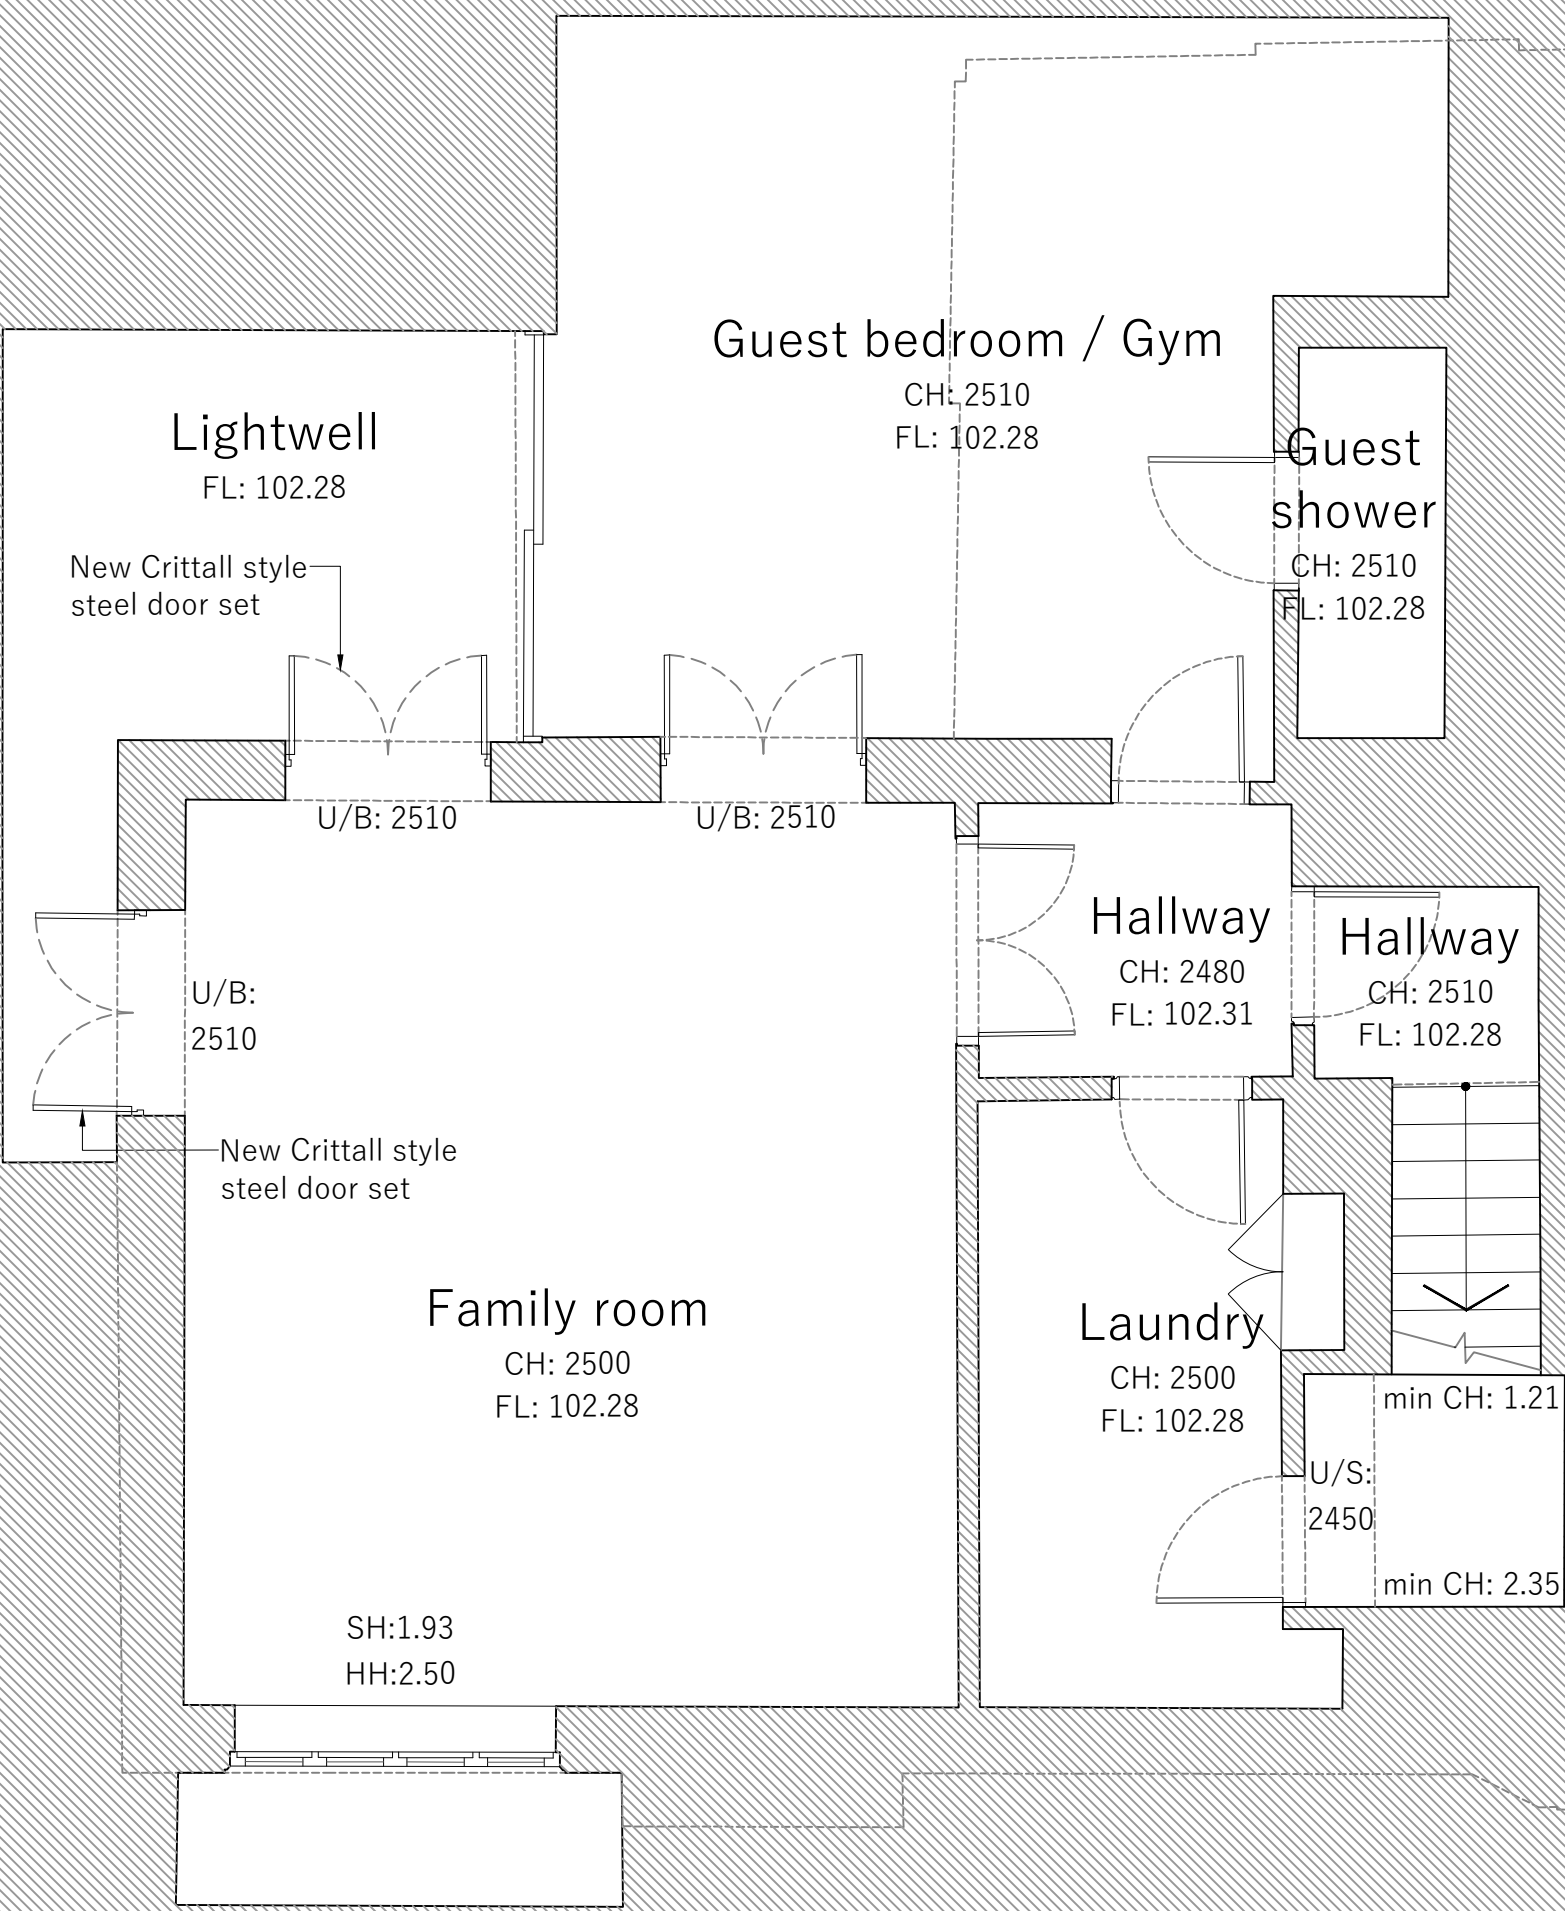 Guest bedroom / Gym
CH: 2510
FL: 102.28
Lightwell
FL: 102.28
Guest
shower
CH: 2510
FL: 102.28
New Crittall style
steel door set
U/B: 2510
U/B: 2510
Hallway
CH: 2480
FL: 102.31
Hallway
CH: 2510
FL: 102.28
U/B:
2510
New Crittall style
steel door set
Family room
CH: 2500
FL: 102.28
Laundry
CH: 2500
FL: 102.28
min CH: 1.21
U/S:
2450
min CH: 2.35
SH:1.93
HH:2.50